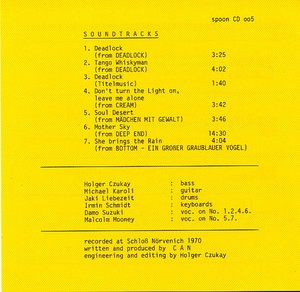 spoon CD oo5
S O U N D T R A C K S
1. Deadlock
(from DEADLOCK) 3:25
2. Tango Whiskyman
(from DEADLOCK) 4:02
3. Deadlock
(Titelmusic) 1:40
4. Don't turn the Light on,
leave me alone
(from CREAM) 3:42
5. Soul Desert
(from MÄDCHEN MIT GEWALT) 3:46
6. Mother Sky
(from DEEP END) 14:30
7. She brings the Rain 4:04
(from BOTTOM - EIN GROßER GRAUBLAUER VOGEL)
Holger Czukay : bass
Michael Karoli : guitar
Jaki Liebezeit : drums
Irmin Schmidt : keyboards
Damo Suzuki : voc. on No. 1.2.4.6.
Malcolm Mooney : voc. on No. 5.7.
recorded at Schloß Nörvenich 1970
written and produced by C A N
engineering and editing by Holger Czukay